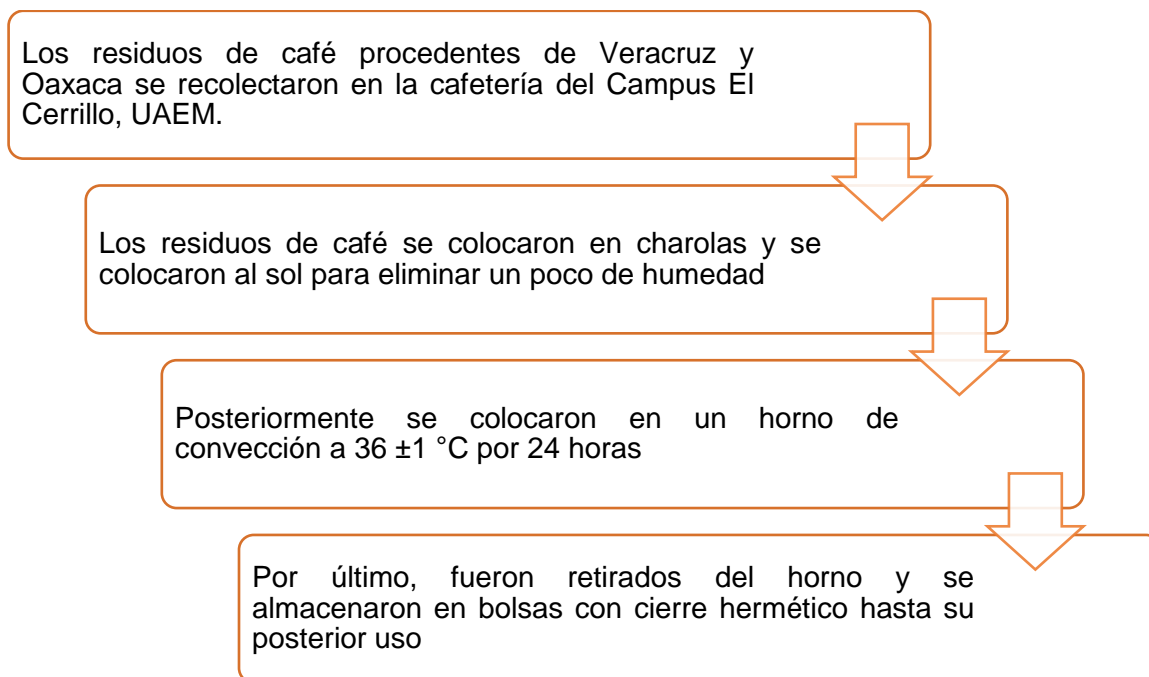 Los residuos de café procedentes de Veracruz y
Oaxaca se recolectaron en la cafetería del Campus El
Cerrillo, UAEM.
Los residuos de café se colocaron en charolas y se
colocaron al sol para eliminar un poco de humedad
Posteriormente se colocaron en un horno de
convección a 36 ±1 °C por 24 horas
Por último, fueron retirados del horno y se
almacenaron en bolsas con cierre hermético hasta su
posterior uso